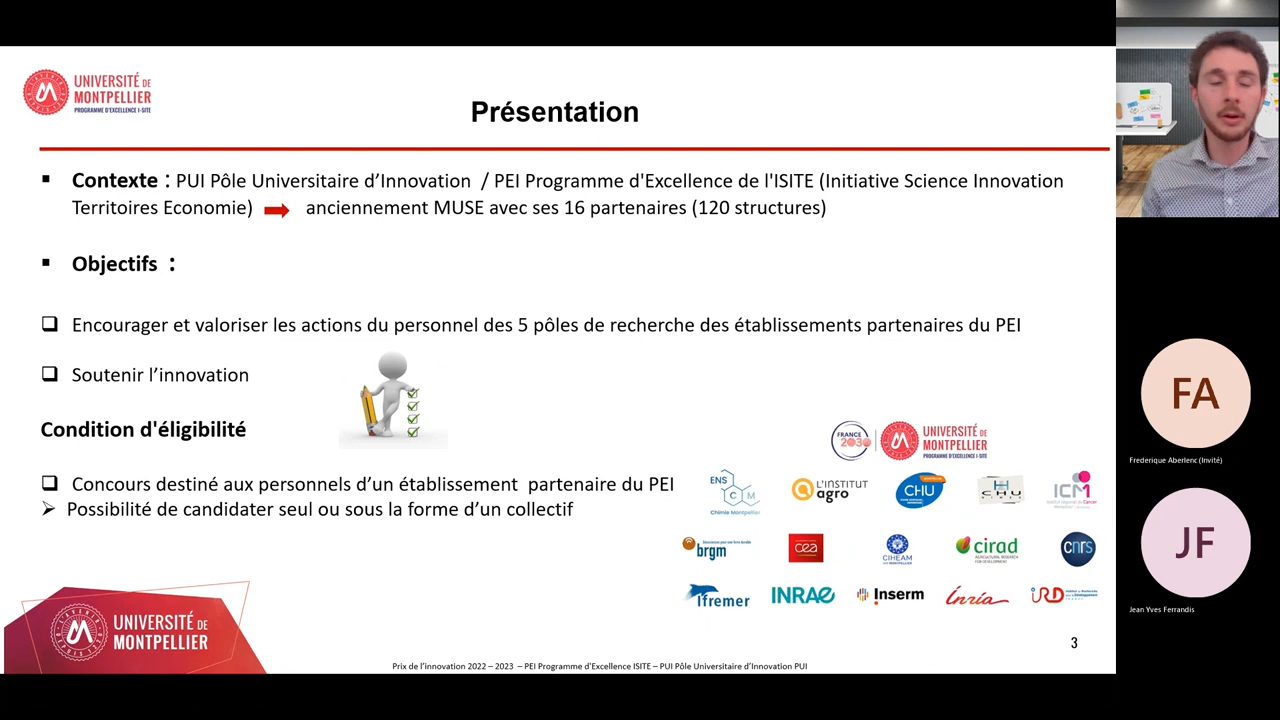 UNIVERSITÉ DE
MONTPELLIER
PROGRAMME D'EXCELLENCE I-SITE
Présentation
▪ Contexte : PUI Pôle Universitaire d’Innovation / PEI Programme d'Excellence de l'ISITE (Initiative Science Innovation
Territoires Economie) anciennement MUSE avec ses 16 partenaires (120 structures)
▪ Objectifs :
❑ Encourager et valoriser les actions du personnel des 5 pôles de recherche des établissements partenaires du PEI
❑ Soutenir l’innovation
Condition d'éligibilité
❑ Concours destiné aux personnels d’un établissement partenaire du PEI
➢ Possibilité de candidater seul ou sous la forme d’un collectif
FRANCE
2030
UNIVERSITÉ DE
MONTPELLIER
PROGRAMME D'EXCELLENCE I-SITE
ENS
C M
Chimie Montpellier
L'INSTITUT
agro
CHU
CHU
ICM
brgm
cea
CIHEAM
cirad
cnrs
Ifremer
INRAE
Inserm
Inria
IRD
UNIVERSITÉ DE
MONTPELLIER
3
Prix de l’innovation 2022 – 2023 – PEI Programme d'Excellence ISITE – PUI Pôle Universitaire d’Innovation PUI
FA
Frederique Aberlenc (Invité)
JF
Jean Yves Ferrandis